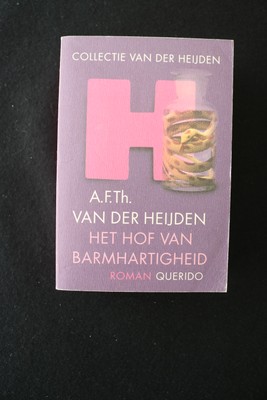 COLLECTIE VAN DER HEIJDEN
H
A.F.Th.
VAN DER HEIJDEN
HET HOF VAN
BARMHARTIGHEID
ROMAN QUERIDO